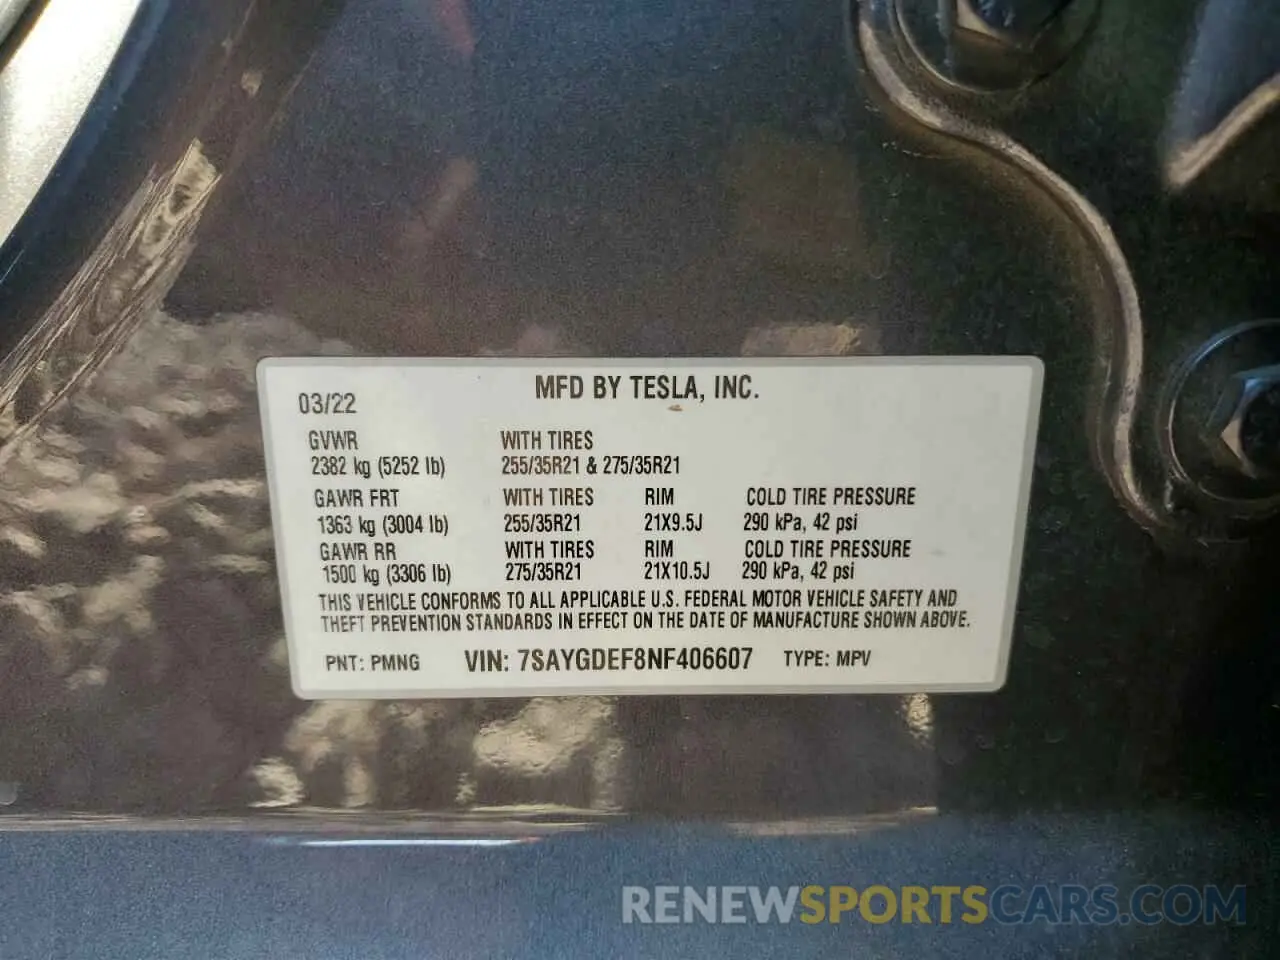 MFD BY TESLA, INC.
03/22
GVWR WITH TIRES
2382 kg (5252 lb) 255/35R21 & 275/35R21
GAWR FRT WITH TIRES RIM COLD TIRE PRESSURE
1363 kg (3004 lb) 255/35R21 21X9.5J 290 kPa, 42 psi
GAWR RR WITH TIRES RIM COLD TIRE PRESSURE
1500 kg (3306 lb) 275/35R21 21X10.5J 290 kPa, 42 psi
THIS VEHICLE CONFORMS TO ALL APPLICABLE U.S. FEDERAL MOTOR VEHICLE SAFETY AND
THEFT PREVENTION STANDARDS IN EFFECT ON THE DATE OF MANUFACTURE SHOWN ABOVE.
PNT: PMNG VIN: 7SAYGDEF8NF406607 TYPE: MPV
RENEWSPORTSCARS.COM